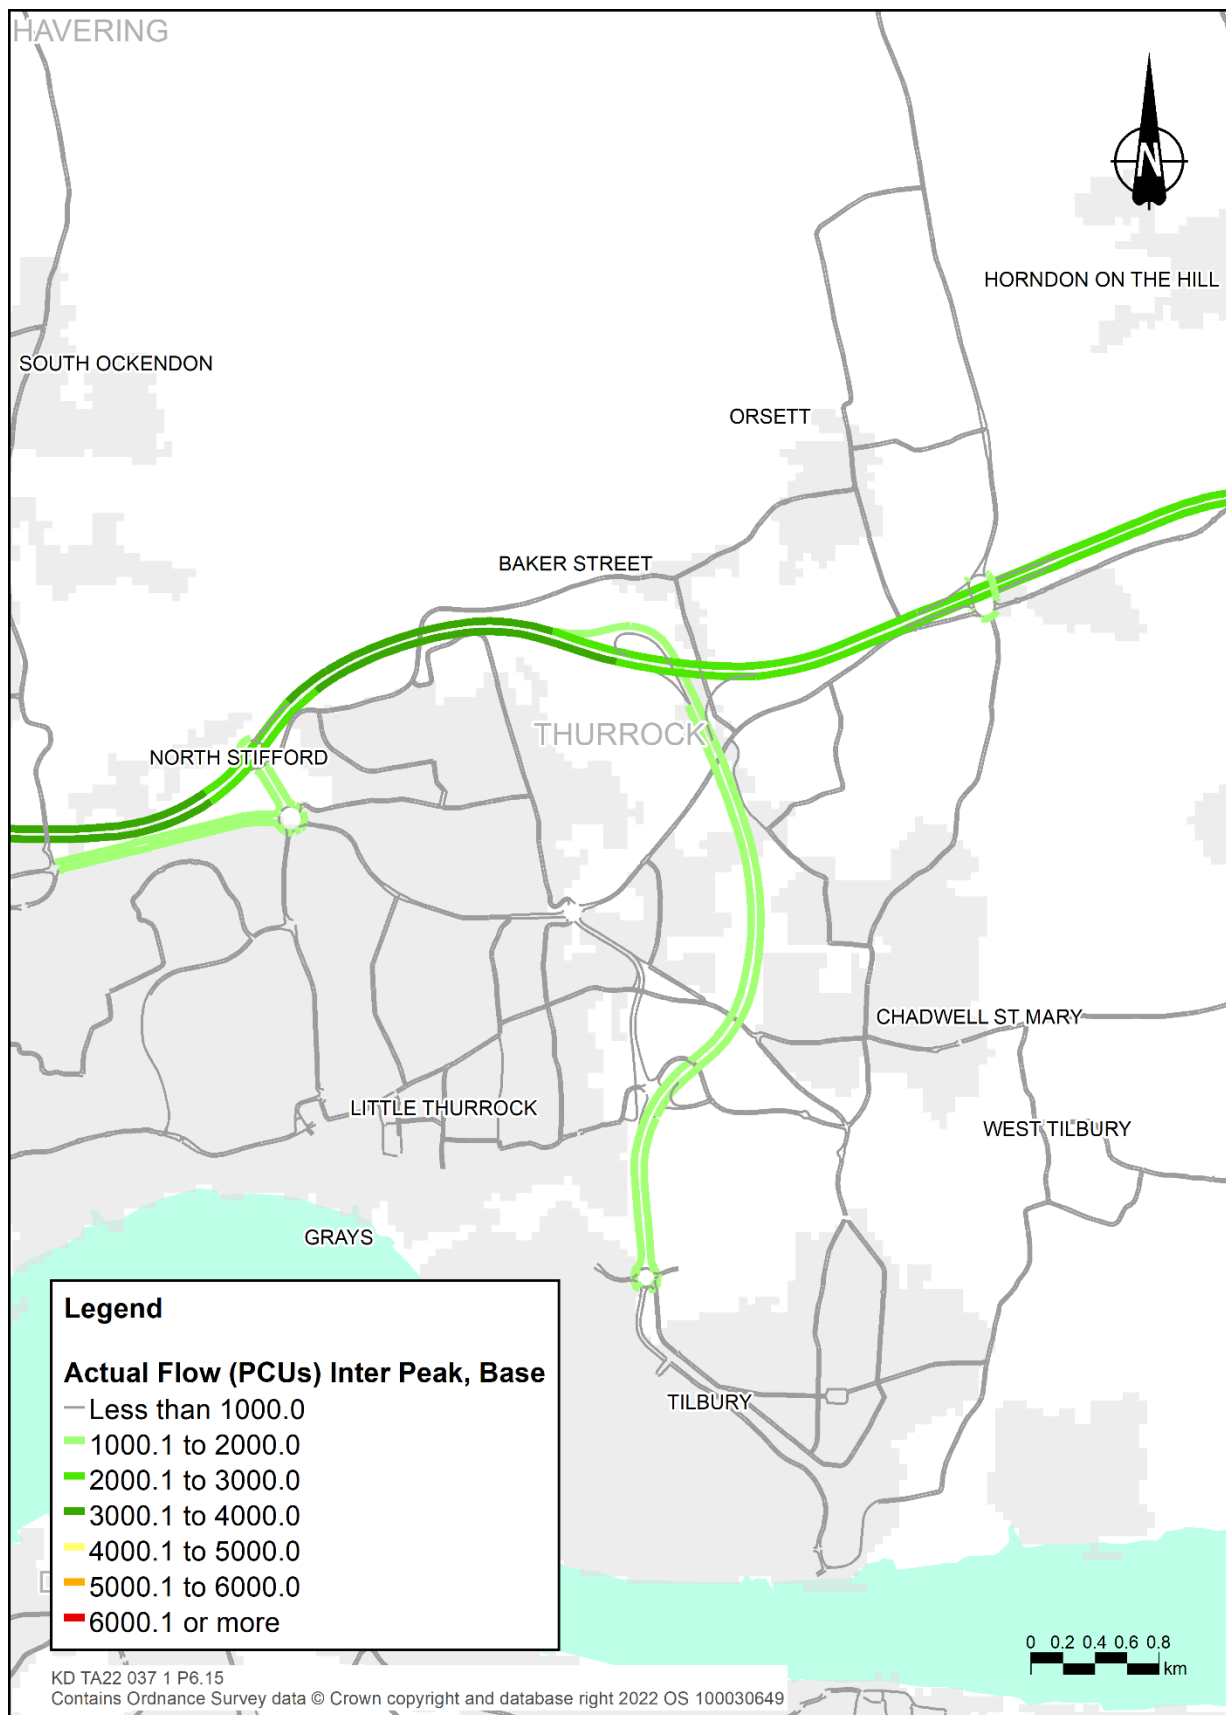 HAVERING
N
HORNDON ON THE HILL
SOUTH OCKENDON
ORSETT
BAKER STREET
THURROCK
NORTH STIFFORD
CHADWELL ST MARY
LITTLE THURROCK
WEST TILBURY
GRAYS
TILBURY
Legend
Actual Flow (PCUs) Inter Peak, Base
Less than 1000.0
1000.1 to 2000.0
2000.1 to 3000.0
3000.1 to 4000.0
4000.1 to 5000.0
5000.1 to 6000.0
6000.1 or more
0 0.2 0.4 0.6 0.8
km
KD TA22 037 1 P6.15
Contains Ordnance Survey data © Crown copyright and database right 2022 OS 100030649